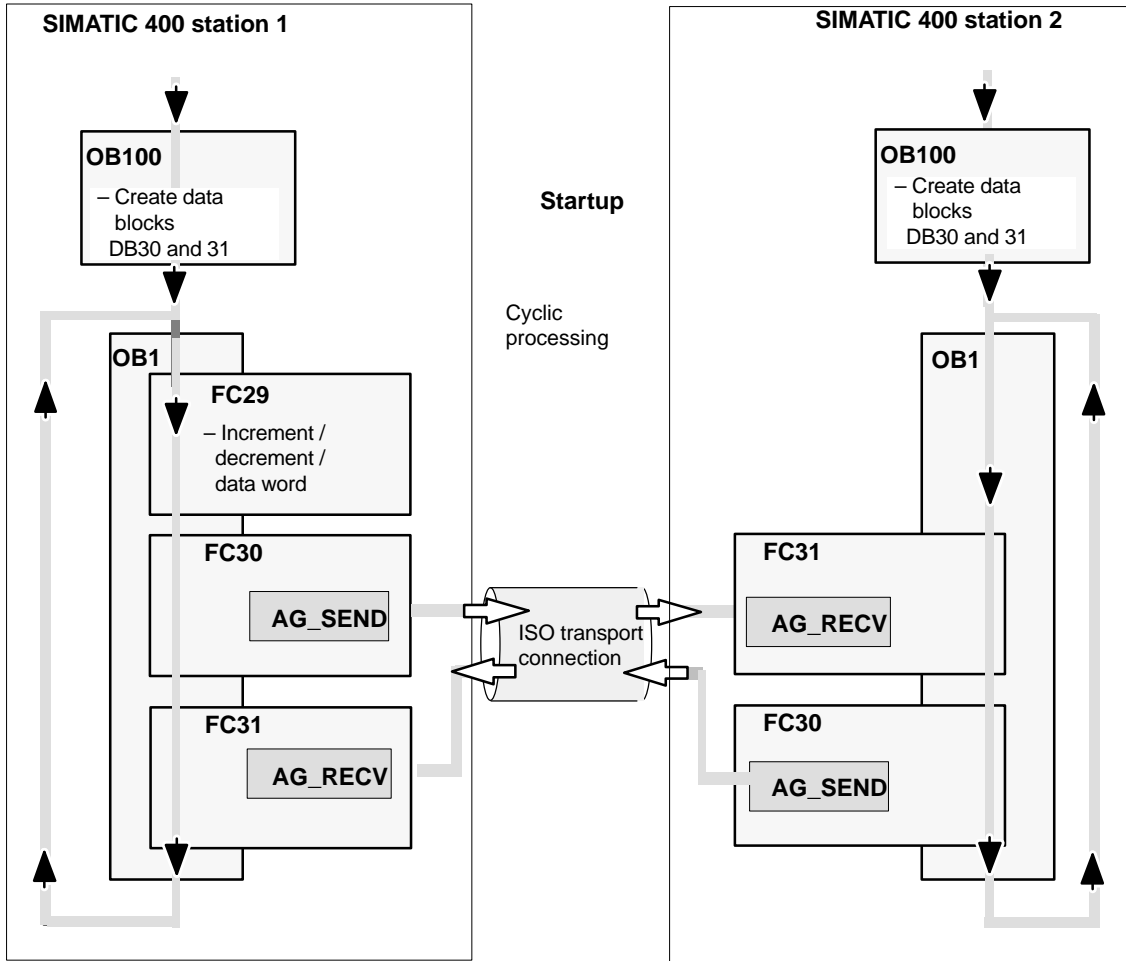 SIMATIC 400 station 1
OB100
– Create data
blocks
DB30 and 31
OB1
FC29
– Increment /
decrement /
data word
FC30
AG_SEND
FC31
AG_RECV
Startup
Cyclic
processing
ISO transport
connection
SIMATIC 400 station 2
OB100
– Create data
blocks
DB30 and 31
OB1
FC31
AG_RECV
FC30
AG_SEND